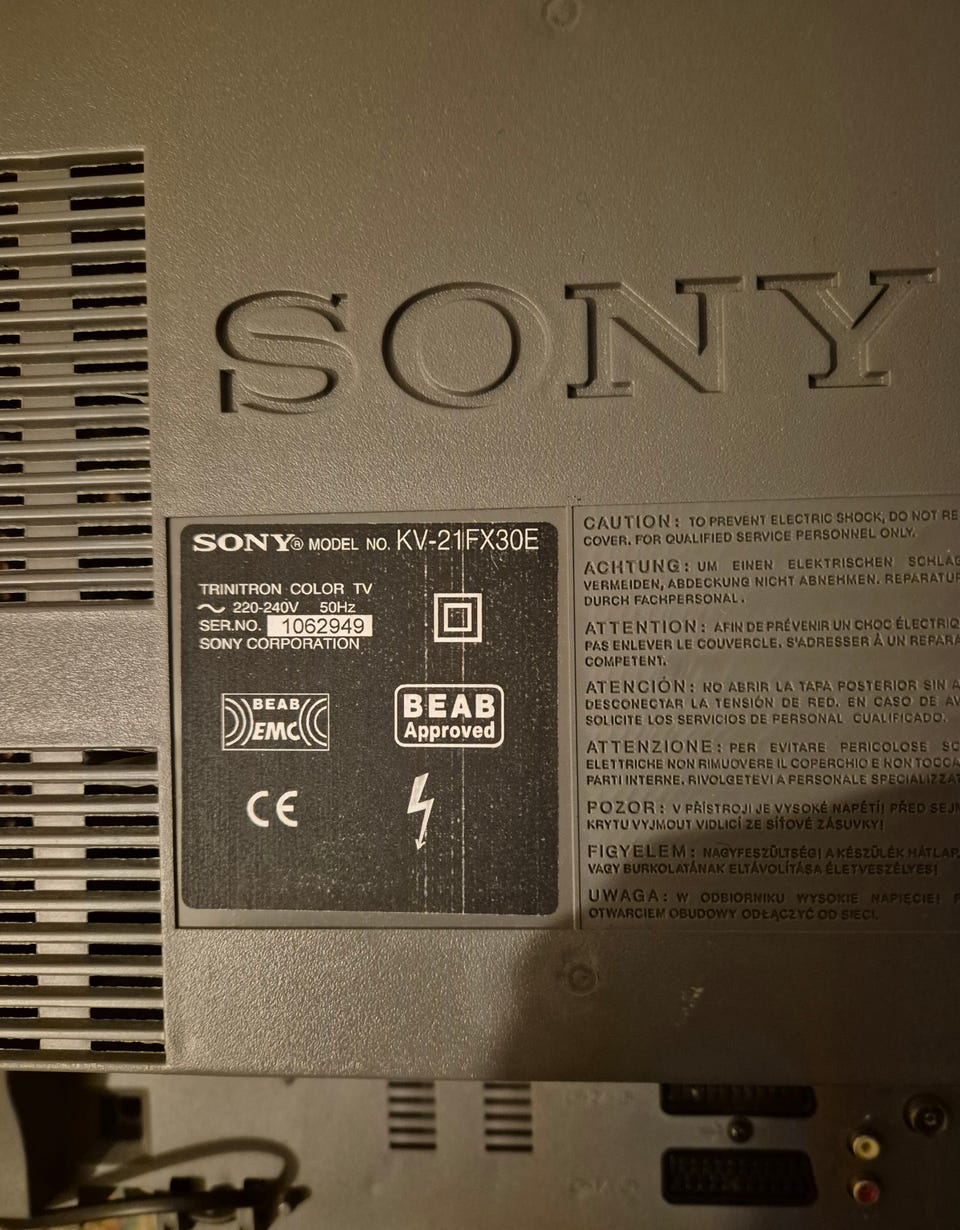 SONY
SONY® MODEL NO. KV-21FX30E
TRINITRON COLOR TV
~ 220-240V 50Hz
SER.NO. 1062949
SONY CORPORATION
BEAB
EMC
BEAB
Approved
CE
CAUTION: TO PREVENT ELECTRIC SHOCK, DO NOT RE
COVER. FOR QUALIFIED SERVICE PERSONNEL ONLY.
ACHTUNG: UM EINEN ELEKTRISCHEN SCHLAG
VERMEIDEN, ABDECKUNG NICHT ABNEHMEN. REPARATUR
DURCH FACHPERSONAL.
ATTENTION: AFIN DE PRÉVENIR UN CHOC ÉLECTRIQ
PAS ENLEVER LE COUVERCLE. S'ADRESSER À UN REPARA
COMPETENT.
ATENCIÓN: NO ABRIR LA TAPA POSTERIOR SIN A
DESCONECTAR LA TENSIÓN DE RED. EN CASO DE AV
SOLICITE LOS SERVICIOS DE PERSONAL CUALIFICADO.
ATTENZIONE: PER EVITARE PERICOLOSE SC
ELETTRICHE NON RIMUOVERE IL COPERCHIO E NON TOCCA
PARTI INTERNE. RIVOLGETEVI A PERSONALE SPECIALIZZAT
POZOR: V PŘÍSTROJI JE VYSOKÉ NAPĚTÍ! PŘED SEJM
KRYTU VYJMOUT VIDLICÍ ZE SÍŤOVÉ ZÁSUVKY!
FIGYELEM: NAGYFESZÜLTSÉG! A KÉSZÜLÉK HÁTLAP
VAGY BURKOLATÁNAK ELTÁVOLÍTÁSA ÉLETVESZÉLYES!
UWAGA: W ODBIORNIKU WYSOKIE NAPIĘCIE! P
OTWARCIEM OBUDOWY ODŁĄCZYĆ OD SIECI.